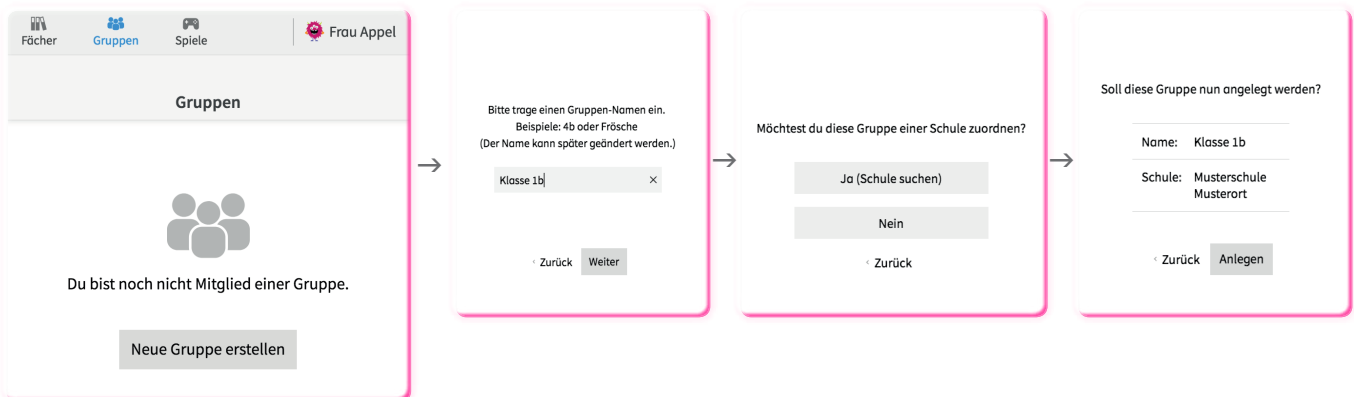 Fächer
Gruppen
Spiele
Frau Appel
Gruppen
Du bist noch nicht Mitglied einer Gruppe.
Neue Gruppe erstellen
Bitte trage einen Gruppen-Namen ein.
Beispiele: 4b oder Frösche
(Der Name kann später geändert werden.)
Klasse 1b
Zurück
Weiter
Möchtest du diese Gruppe einer Schule zuordnen?
Ja (Schule suchen)
Nein
Zurück
Soll diese Gruppe nun angelegt werden?
Name: Klasse 1b
Schule: Musterschule
Musterort
Zurück
Anlegen